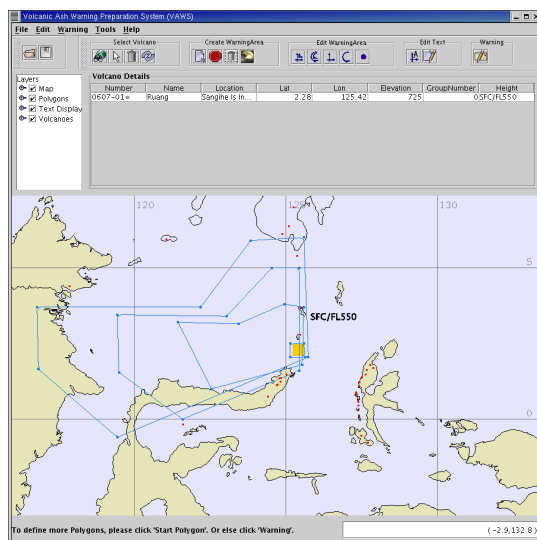 Volcanic Ash Warning Preparation System (VAWS)
File Edit Warning Tools Help
Select Volcano
Create WarningArea
Edit WarningArea
Edit Text
Warning
Layers
Map
Polygons
Text Display
Volcanoes
Volcano Details
Number Name Location Lat Lon Elevation GroupNumber Height
0607-01= Ruang Sangihe Is In... 2.28 125.42 725 0 SFC/FL550
120 125 130
5
SFC/FL550
0
To define more Polygons, please click 'Start Polygon'. Or else click 'Warning'.
(-2.9,132.8)